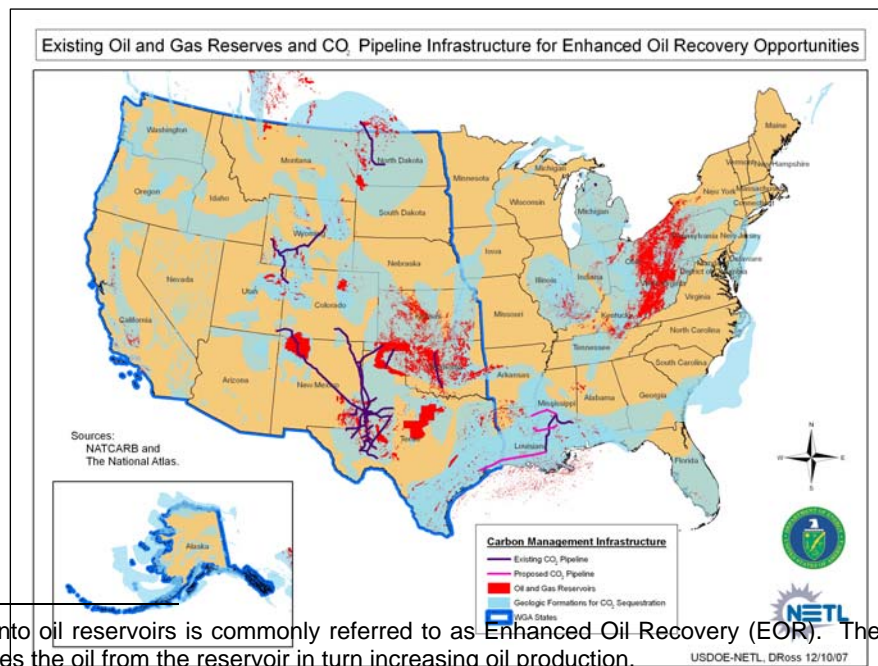 Existing Oil and Gas Reserves and CO2 Pipeline Infrastructure for Enhanced Oil Recovery Opportunities
Washington
Montana
North Dakota
Minnesota
Maine
Oregon
Idaho
South Dakota
Wisconsin
Michigan
Vermont
New Hampshire
New York
Massachusetts
Connecticut
Wyoming
Michigan
Iowa
Nebraska
Pennsylvania
New Jersey
Nevada
Utah
Colorado
Illinois
Indiana
Delaware
District of Columbia
Virginia
California
Missouri
Kentucky
North Carolina
Tennessee
Arizona
New Mexico
Arkansas
South Carolina
Mississippi
Alabama
Georgia
Texas
Louisiana
Florida
Sources:
NATCARB and
The National Atlas.
N
W
E
S
Alaska
Carbon Management Infrastructure
Existing CO2 Pipeline
Proposed CO2 Pipeline
Oil and Gas Reservoirs
Geologic Formations for CO2 Sequestration
WGA States
NETL
USDOE-NETL, DRoss 12/10/07
nto oil reservoirs is commonly referred to as Enhanced Oil Recovery (EOR). The
es the oil from the reservoir in turn increasing oil production.